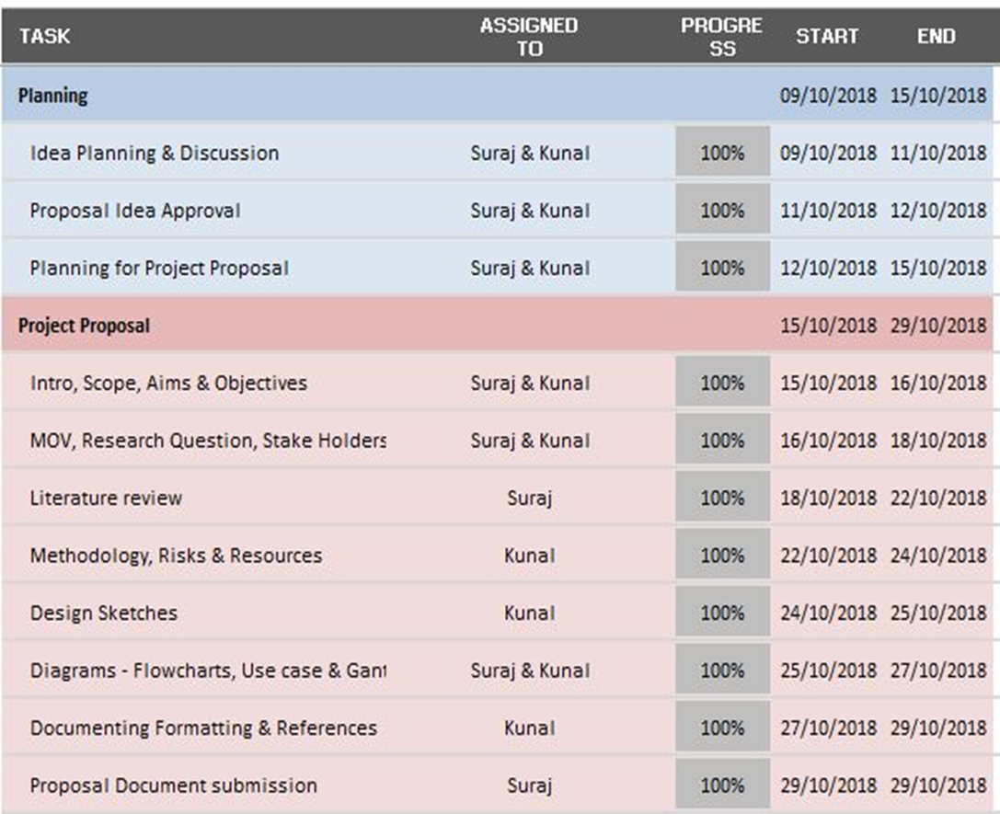 TASK ASSIGNED TO PROGRESS START END
Planning 09/10/2018 15/10/2018
Idea Planning & Discussion Suraj & Kunal 100% 09/10/2018 11/10/2018
Proposal Idea Approval Suraj & Kunal 100% 11/10/2018 12/10/2018
Planning for Project Proposal Suraj & Kunal 100% 12/10/2018 15/10/2018
Project Proposal 15/10/2018 29/10/2018
Intro, Scope, Aims & Objectives Suraj & Kunal 100% 15/10/2018 16/10/2018
MOV, Research Question, Stake Holders Suraj & Kunal 100% 16/10/2018 18/10/2018
Literature review Suraj 100% 18/10/2018 22/10/2018
Methodology, Risks & Resources Kunal 100% 22/10/2018 24/10/2018
Design Sketches Kunal 100% 24/10/2018 25/10/2018
Diagrams - Flowcharts, Use case & Gant Suraj & Kunal 100% 25/10/2018 27/10/2018
Documenting Formatting & References Kunal 100% 27/10/2018 29/10/2018
Proposal Document submission Suraj 100% 29/10/2018 29/10/2018